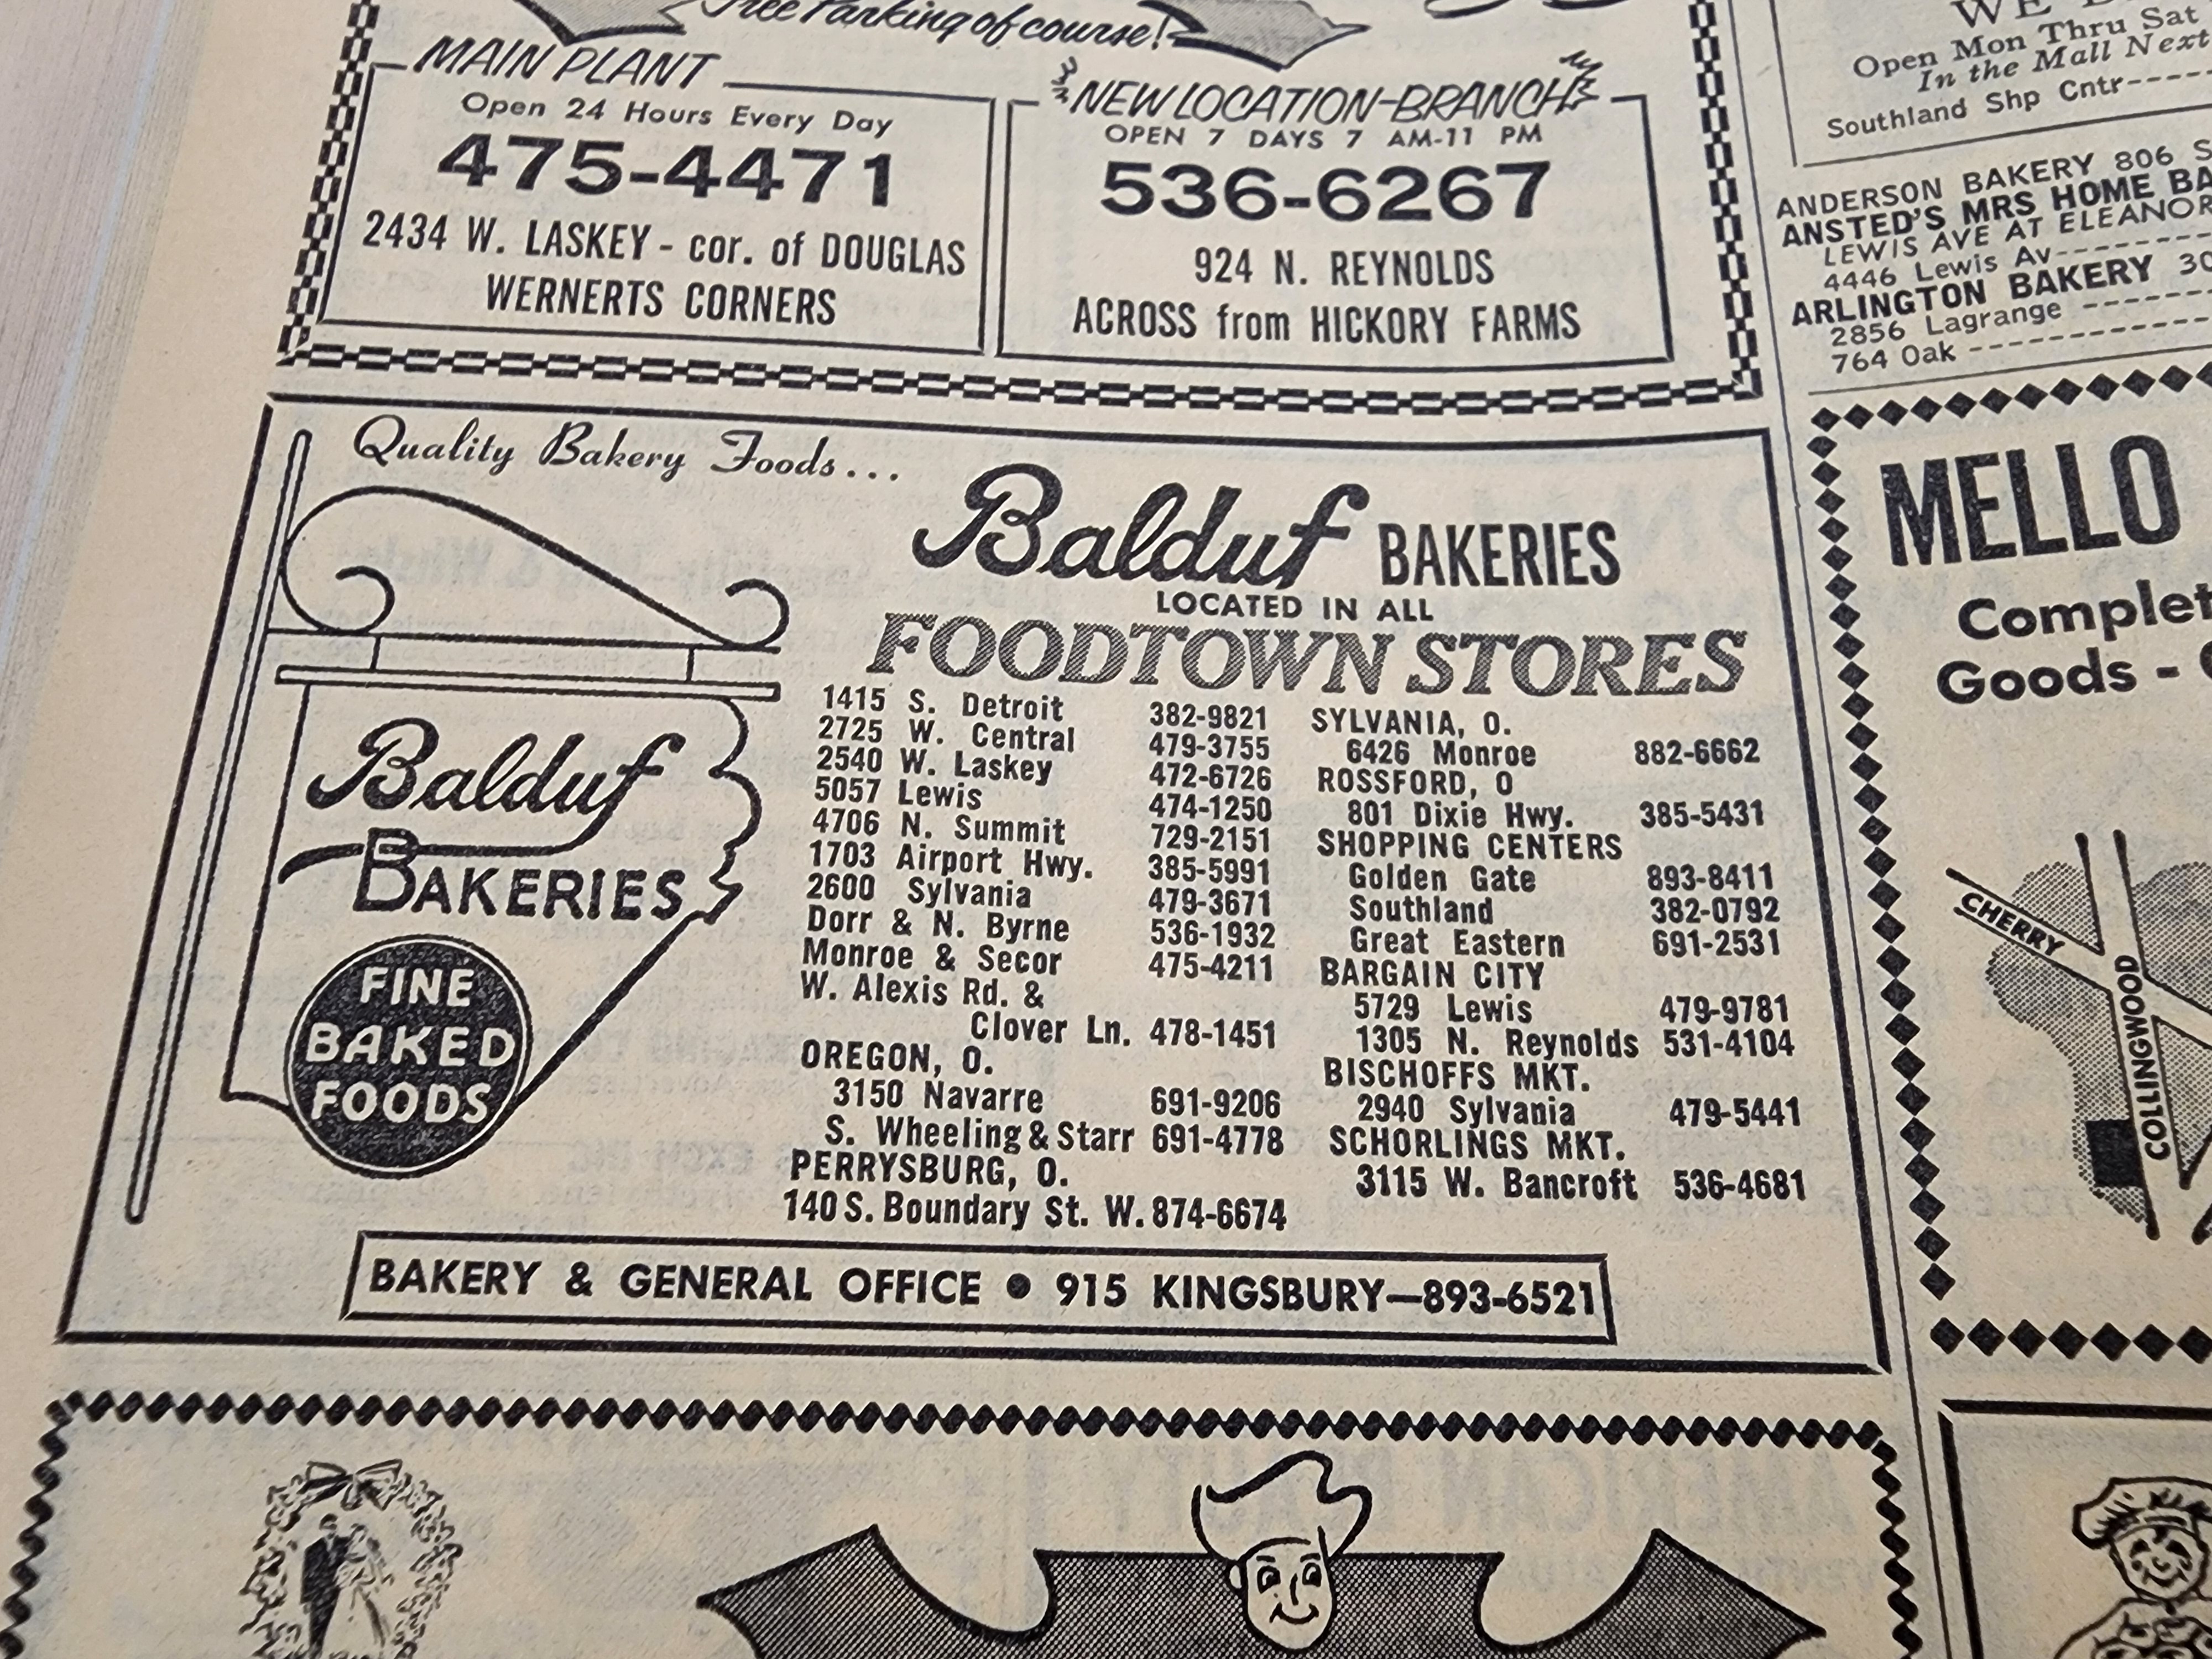 Free Parking of course!
MAIN PLANT
Open 24 Hours Every Day
475-4471
2434 W. LASKEY - cor. of DOUGLAS
WERNERTS CORNERS
NEW LOCATION-BRANCH
OPEN 7 DAYS 7 AM-11 PM
536-6267
924 N. REYNOLDS
ACROSS from HICKORY FARMS
Quality Bakery Foods...
Balduf BAKERIES
LOCATED IN ALL
FOODTOWN STORES
Balduf
BAKERIES
FINE
BAKED
FOODS
1415 S. Detroit 382-9821
2725 W. Central 479-3755
2540 W. Laskey 472-6726
5057 Lewis 474-1250
4706 N. Summit 729-2151
1703 Airport Hwy. 385-5991
2600 Sylvania 479-3671
Dorr & N. Byrne 536-1932
Monroe & Secor 475-4211
W. Alexis Rd. &
Clover Ln. 478-1451
OREGON, O.
3150 Navarre 691-9206
S. Wheeling & Starr 691-4778
PERRYSBURG, O.
140 S. Boundary St. W. 874-6674
SYLVANIA, O.
6426 Monroe 882-6662
ROSSFORD, O
801 Dixie Hwy. 385-5431
SHOPPING CENTERS
Golden Gate 893-8411
Southland 382-0792
Great Eastern 691-2531
BARGAIN CITY
5729 Lewis 479-9781
1305 N. Reynolds 531-4104
BISCHOFFS MKT.
2940 Sylvania 479-5441
SCHORLINGS MKT.
3115 W. Bancroft 536-4681
BAKERY & GENERAL OFFICE • 915 KINGSBURY—893-6521
WE
Open Mon Thru Sat
In the Mall Next
Southland Shp Cntr
ANDERSON BAKERY 806 S
ANSTED'S MRS HOME BA
LEWIS AVE AT ELEANOR
4446 Lewis Av
ARLINGTON BAKERY 30
2856 Lagrange
764 Oak
MELLO
Complet
Goods -
CHERRY
COLLINGWOOD